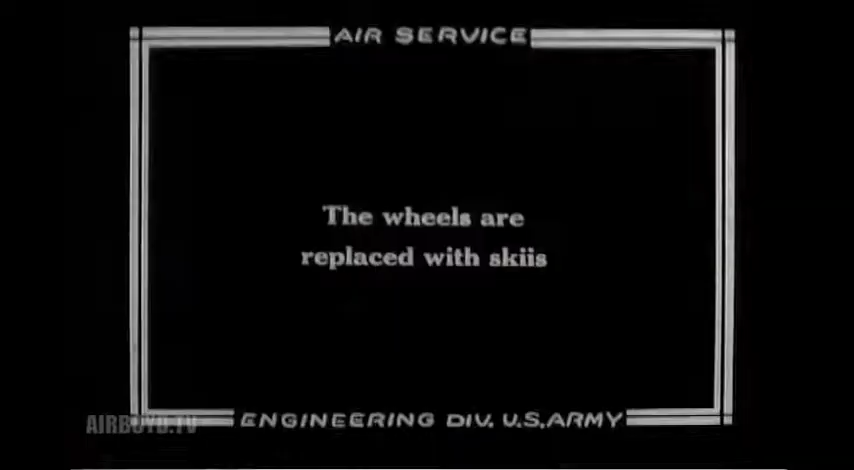 AIR SERVICE
The wheels are
replaced with skiis
ENGINEERING DIV. U.S. ARMY
AIRBOYD.TV